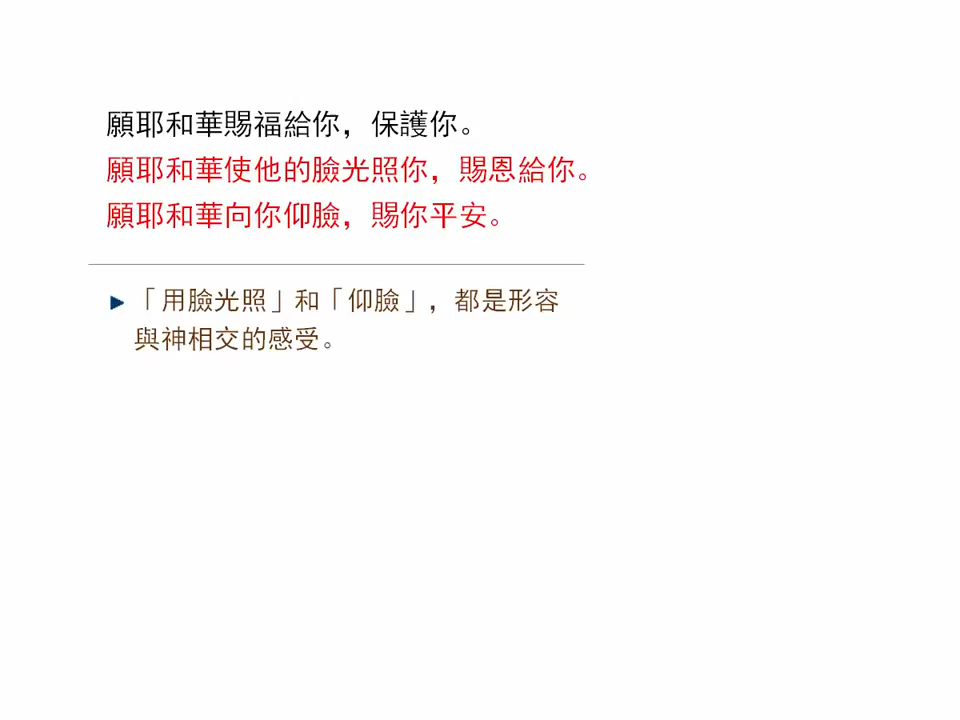 願耶和華賜福給你，保護你。
願耶和華使他的臉光照你，賜恩給你。
願耶和華向你仰臉，賜你平安。
「用臉光照」和「仰臉」，都是形容
與神相交的感受。